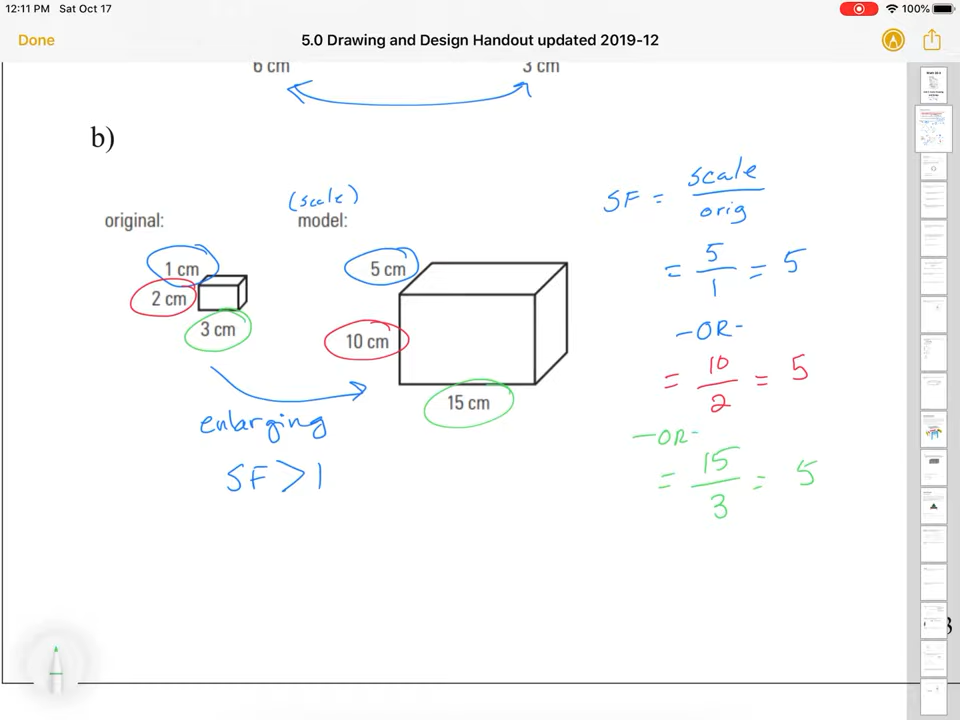 12:11 PM Sat Oct 17
100%
Done
5.0 Drawing and Design Handout updated 2019-12
6 cm
3 cm
b)
(scale)
original:
model:
1 cm
2 cm
3 cm
5 cm
10 cm
15 cm
enlarging
SF > 1
SF = scale / orig
= 5 / 1 = 5
- OR -
= 10 / 2 = 5
- OR -
= 15 / 3 = 5
3